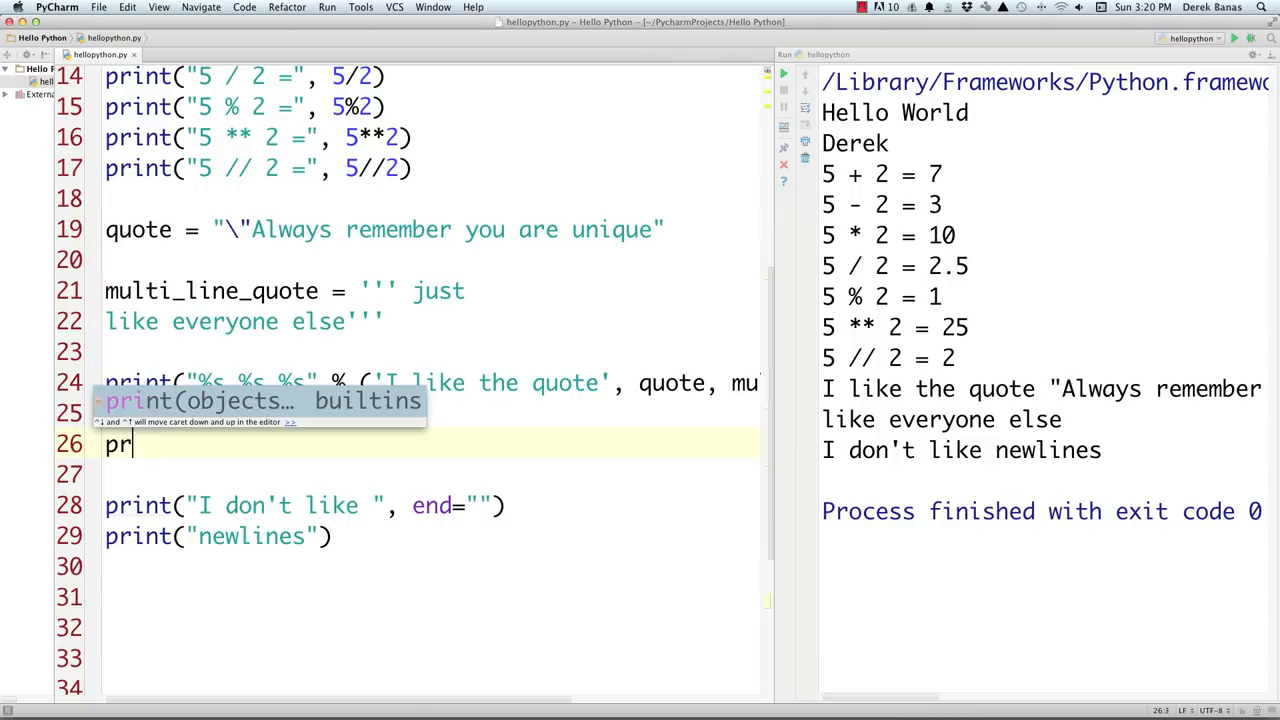 PyCharm File Edit View Navigate Code Refactor Run Tools VCS Window Help 10 Sun 3:20 PM Derek Banas
hellopython.py - Hello Python - [~/PycharmProjects/Hello Python]
Hello Python hellopython.py hellopython
hellopython.py
Run hellopython
Hello P
hell
Externa
14 print("5 / 2 =", 5/2)
15 print("5 % 2 =", 5%2)
16 print("5 ** 2 =", 5**2)
17 print("5 // 2 =", 5//2)
18
19 quote = "\"Always remember you are unique"
20
21 multi_line_quote = ''' just
22 like everyone else'''
23
24 print("%s %s %s" % ('I like the quote', quote, mul
25
print(objects… builtins
^↓ and ^↑ will move caret down and up in the editor >>
26 pr
27
28 print("I don't like ", end="")
29 print("newlines")
30
31
32
33
34
/Library/Frameworks/Python.framewo
Hello World
Derek
5 + 2 = 7
5 - 2 = 3
5 * 2 = 10
5 / 2 = 2.5
5 % 2 = 1
5 ** 2 = 25
5 // 2 = 2
I like the quote "Always remember
like everyone else
I don't like newlines
Process finished with exit code 0
26:3 LF UTF-8